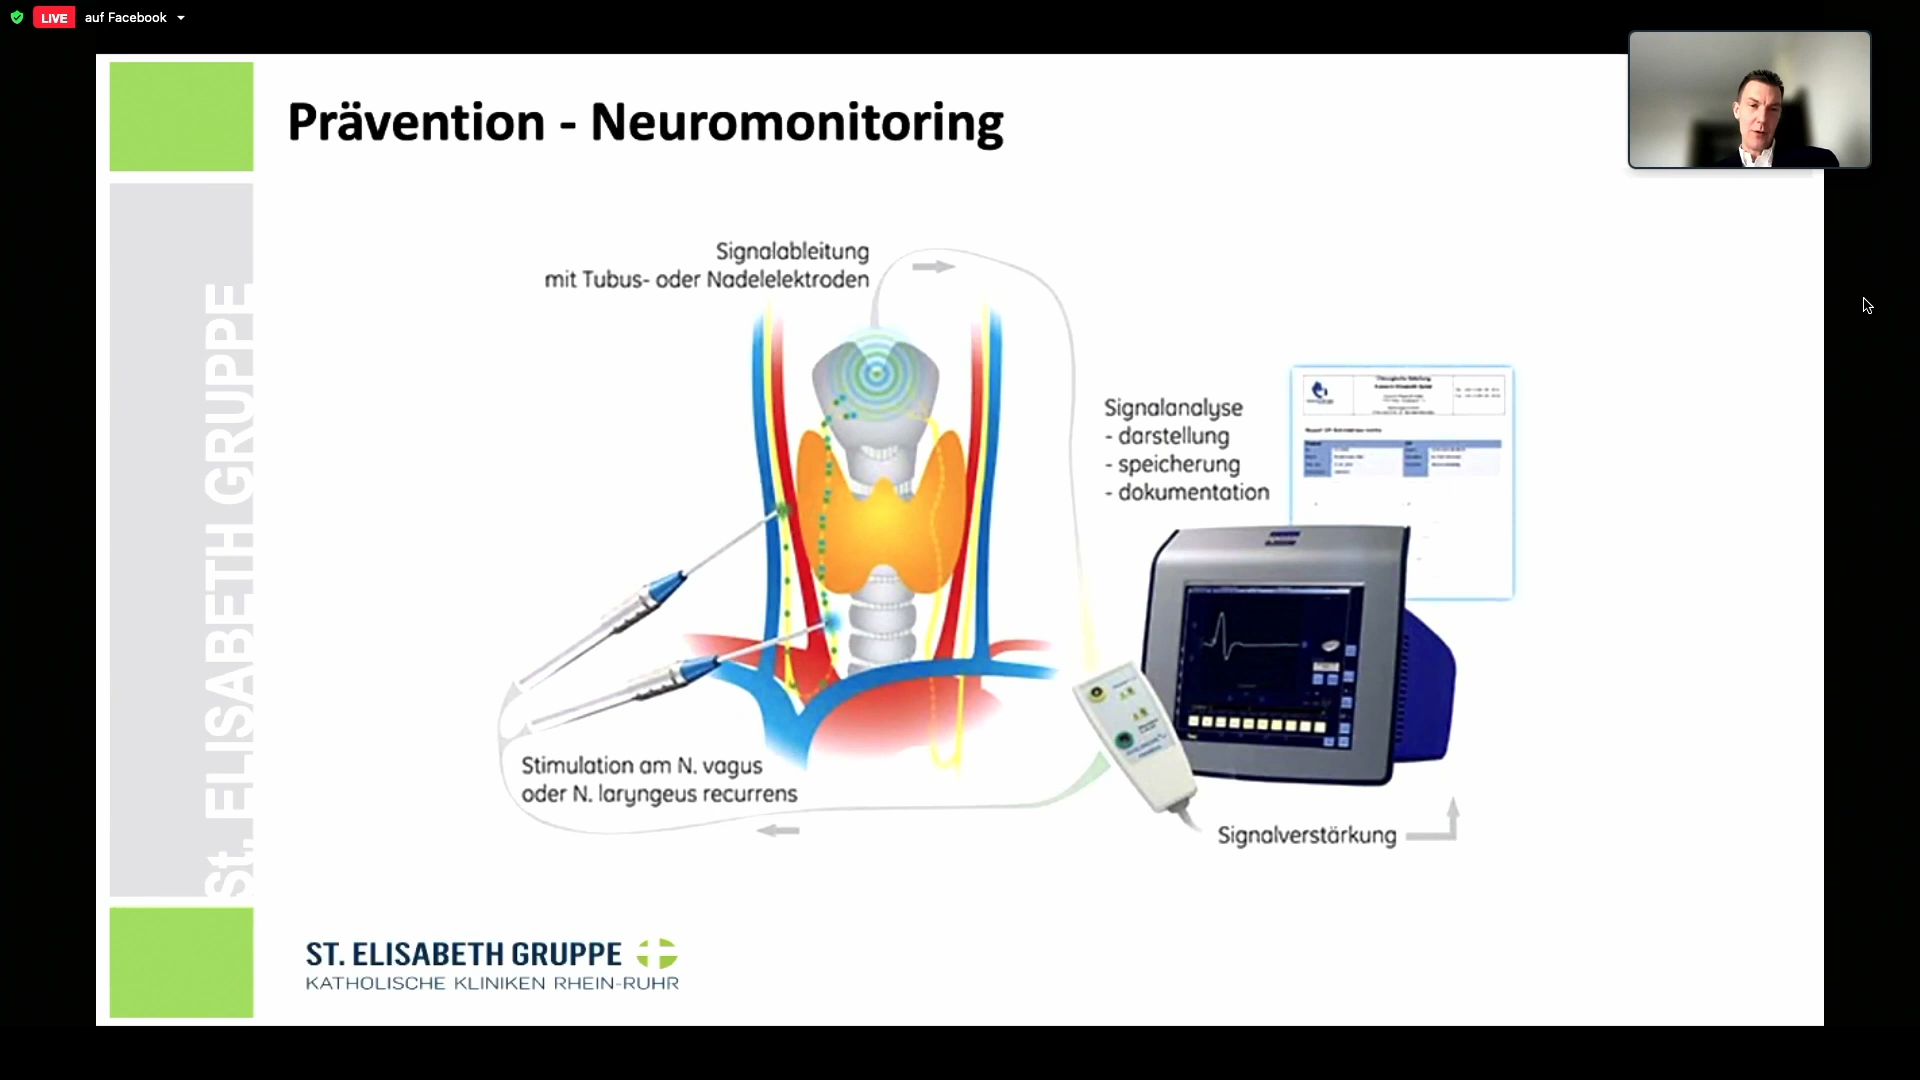 LIVE auf Facebook
Prävention - Neuromonitoring
St. ELISABETH GRUPPE
Signalableitung
mit Tubus- oder Nadelelektroden
Signalanalyse
- darstellung
- speicherung
- dokumentation
Stimulation am N. vagus
oder N. laryngeus recurrens
Signalverstärkung
ST. ELISABETH GRUPPE
KATHOLISCHE KLINIKEN RHEIN-RUHR